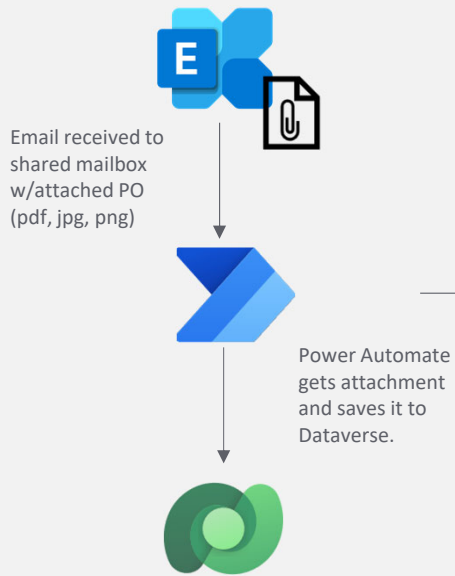 E
Email received to
shared mailbox
w/attached PO
(pdf, jpg, png)
Power Automate
gets attachment
and saves it to
Dataverse.